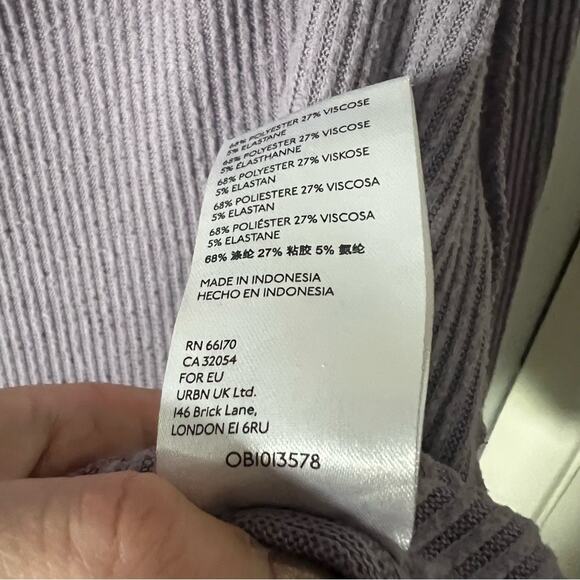 68% POLYESTER 27% VISCOSE
5% ELASTANE
68% POLYESTER 27% VISCOSE
5% ÉLASTHANNE
68% POLYESTER 27% VISKOSE
5% ELASTAN
68% POLIESTERE 27% VISCOSA
5% ELASTAN
68% POLIÉSTER 27% VISCOSA
5% ELASTANE
68% 涤纶 27% 粘胶 5% 氨纶
MADE IN INDONESIA
HECHO EN INDONESIA
RN 66170
CA 32054
FOR EU
URBN UK Ltd.
146 Brick Lane,
LONDON E1 6RU
OB1013578